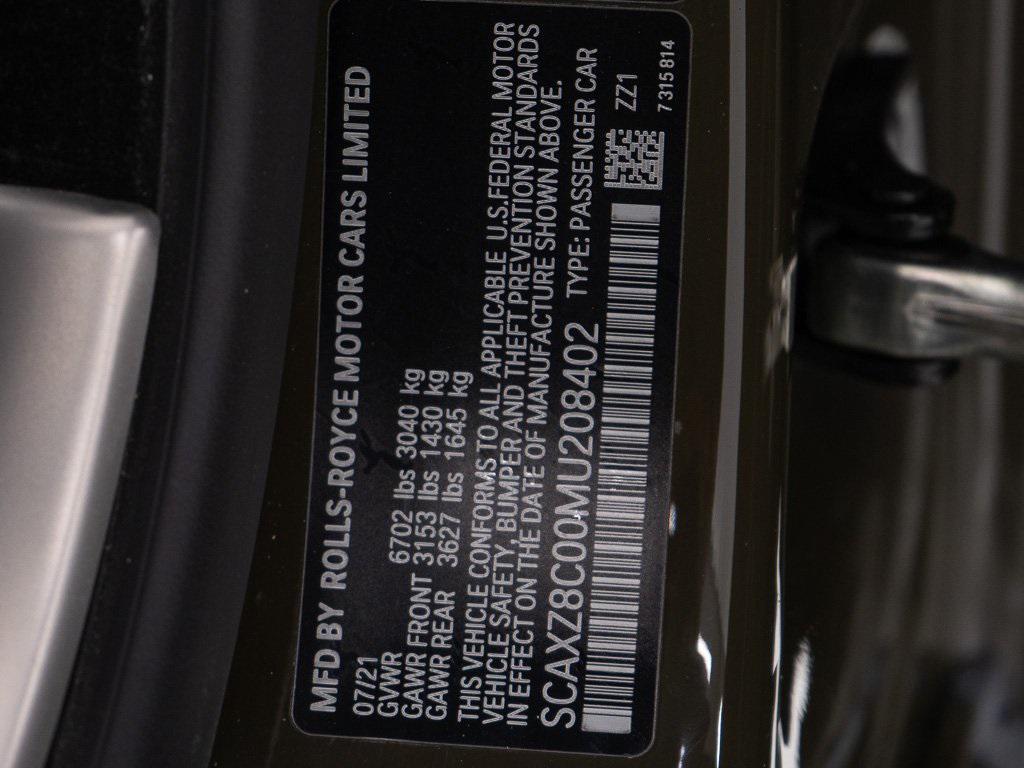 MFD BY ROLLS-ROYCE MOTOR CARS LIMITED
07/21
GVWR 6702 lbs 3040 kg
GAWR FRONT 3153 lbs 1430 kg
GAWR REAR 3627 lbs 1645 kg
THIS VEHICLE CONFORMS TO ALL APPLICABLE U.S.FEDERAL MOTOR
VEHICLE SAFETY, BUMPER AND THEFT PREVENTION STANDARDS
IN EFFECT ON THE DATE OF MANUFACTURE SHOWN ABOVE.
SCAXZ8C00MU208402 TYPE: PASSENGER CAR
ZZ1
7 315 814